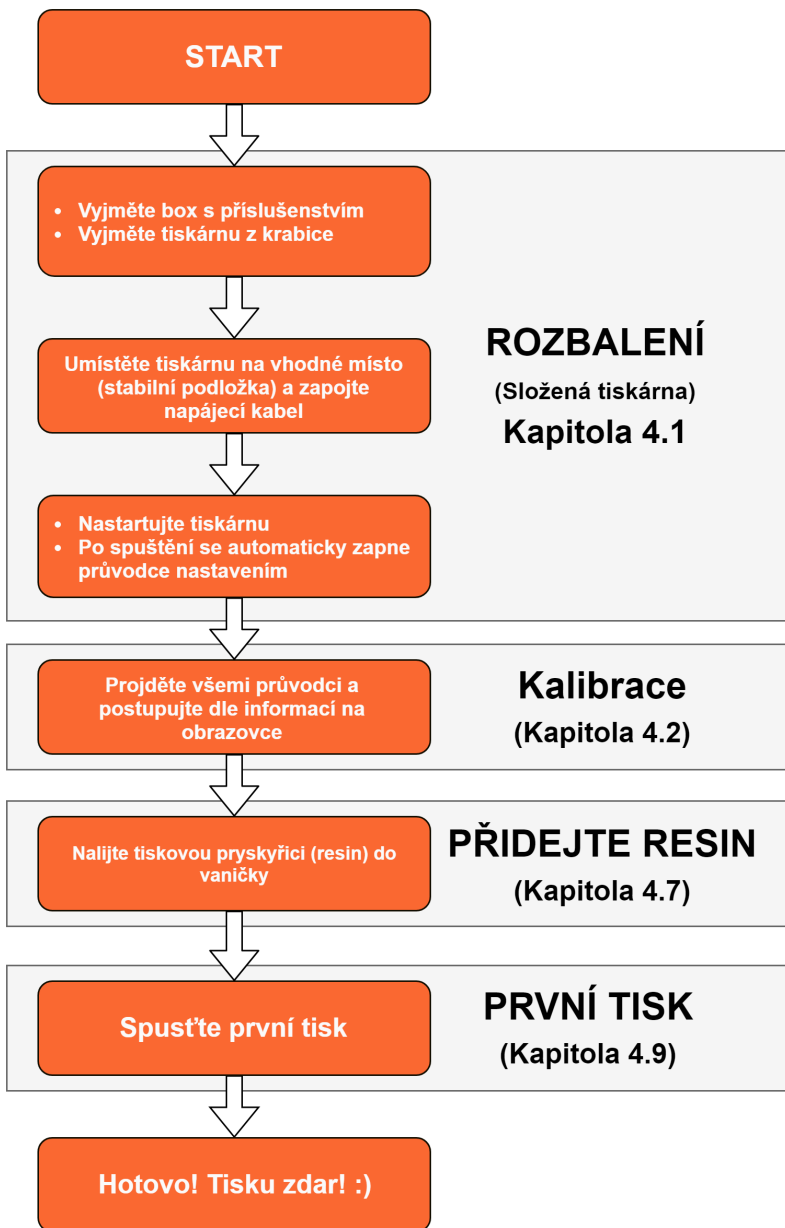 START
• Vyjměte box s příslušenstvím
• Vyjměte tiskárnu z krabice
Umístěte tiskárnu na vhodné místo
(stabilní podložka) a zapojte
napájecí kabel
• Nastartujte tiskárnu
• Po spuštění se automaticky zapne
průvodce nastavením
ROZBALENÍ
(Složená tiskárna)
Kapitola 4.1
Projděte všemi průvodci a
postupujte dle informací na
obrazovce
Kalibrace
(Kapitola 4.2)
Nalijte tiskovou pryskyřici (resin) do
vaničky
PŘIDEJTE RESIN
(Kapitola 4.7)
Spusťte první tisk
PRVNÍ TISK
(Kapitola 4.9)
Hotovo! Tisku zdar! :)